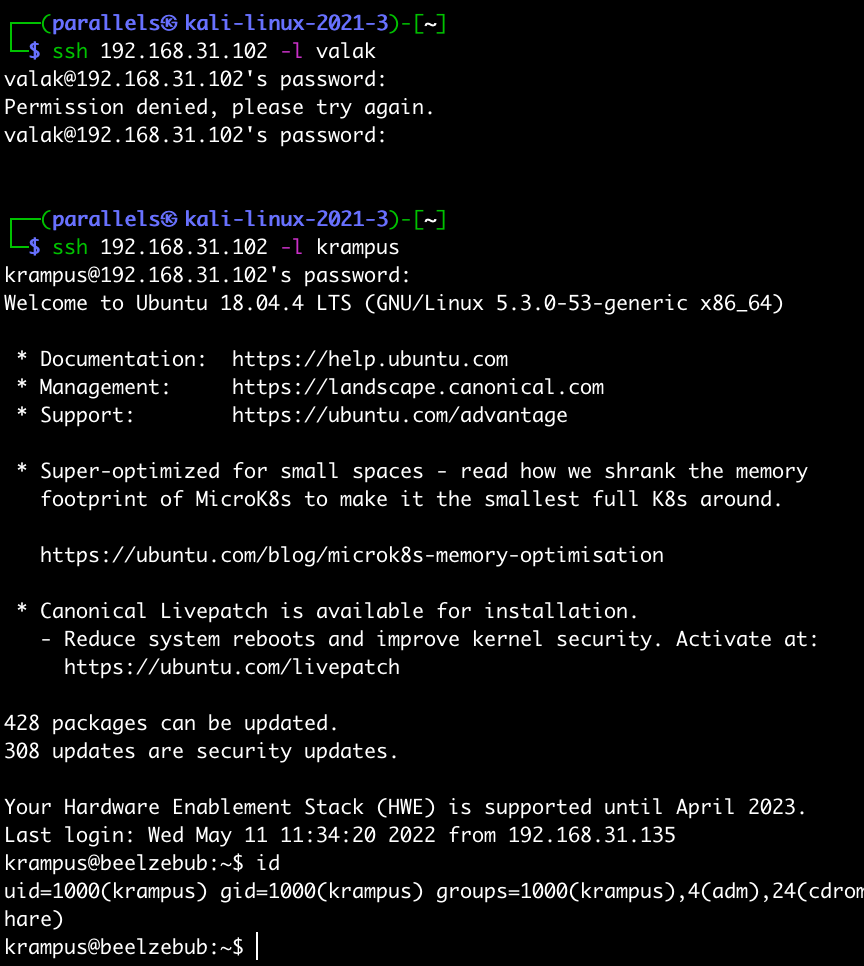 ┌──(parallels㉿kali-linux-2021-3)-[~]
└─$ ssh 192.168.31.102 -l valak
valak@192.168.31.102's password:
Permission denied, please try again.
valak@192.168.31.102's password:
┌──(parallels㉿kali-linux-2021-3)-[~]
└─$ ssh 192.168.31.102 -l krampus
krampus@192.168.31.102's password:
Welcome to Ubuntu 18.04.4 LTS (GNU/Linux 5.3.0-53-generic x86_64)
* Documentation:  https://help.ubuntu.com
* Management:     https://landscape.canonical.com
* Support:        https://ubuntu.com/advantage
* Super-optimized for small spaces - read how we shrank the memory
footprint of MicroK8s to make it the smallest full K8s around.
https://ubuntu.com/blog/microk8s-memory-optimisation
* Canonical Livepatch is available for installation.
- Reduce system reboots and improve kernel security. Activate at:
https://ubuntu.com/livepatch
428 packages can be updated.
308 updates are security updates.
Your Hardware Enablement Stack (HWE) is supported until April 2023.
Last login: Wed May 11 11:34:20 2022 from 192.168.31.135
krampus@beelzebub:~$ id
uid=1000(krampus) gid=1000(krampus) groups=1000(krampus),4(adm),24(cdrom
hare)
krampus@beelzebub:~$